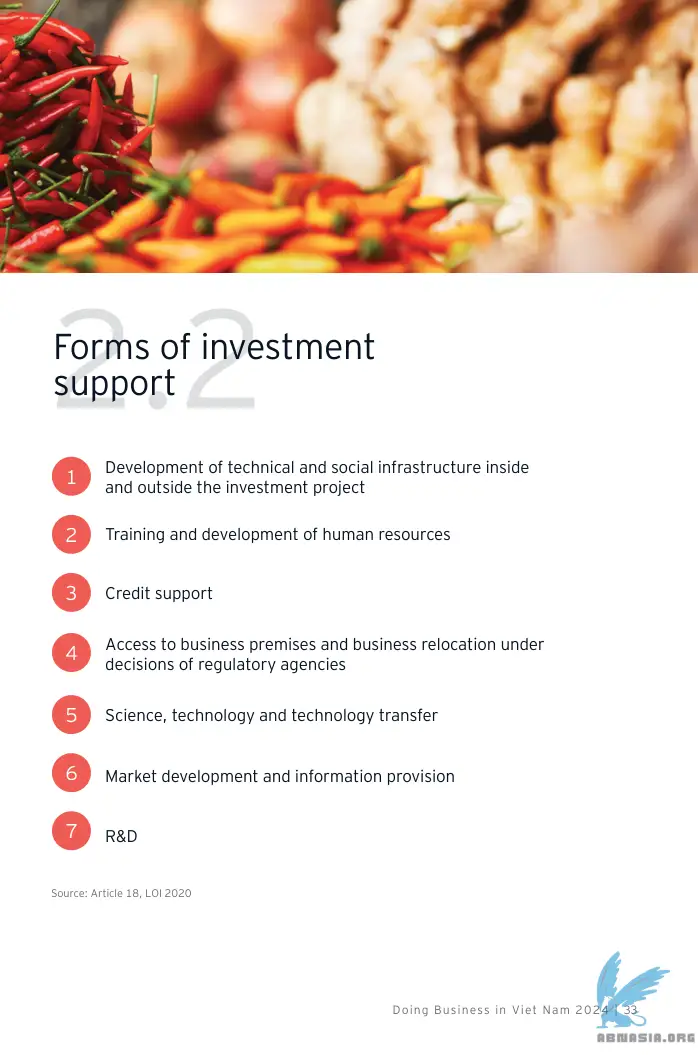 2.2
Forms of investment
support
1
Development of technical and social infrastructure inside
and outside the investment project
2
Training and development of human resources
3
Credit support
4
Access to business premises and business relocation under
decisions of regulatory agencies
5
Science, technology and technology transfer
6
Market development and information provision
7
R&D
Source: Article 18, LOI 2020
Doing Business in Viet Nam 2024 | 33
ABNASIA.ORG